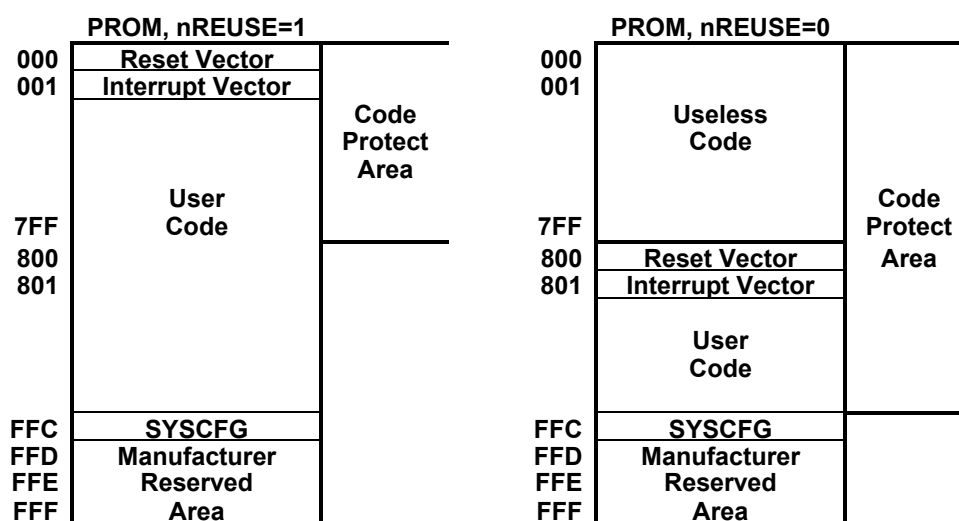 PROM, nREUSE=1
000 Reset Vector
001 Interrupt Vector
Code
Protect
Area
User
7FF Code
800
801
FFC SYSCFG
FFD Manufacturer
FFE Reserved
FFF Area
PROM, nREUSE=0
000
001
Useless
Code
7FF
Code
Protect
Area
800 Reset Vector
801 Interrupt Vector
User
Code
FFC SYSCFG
FFD Manufacturer
FFE Reserved
FFF Area